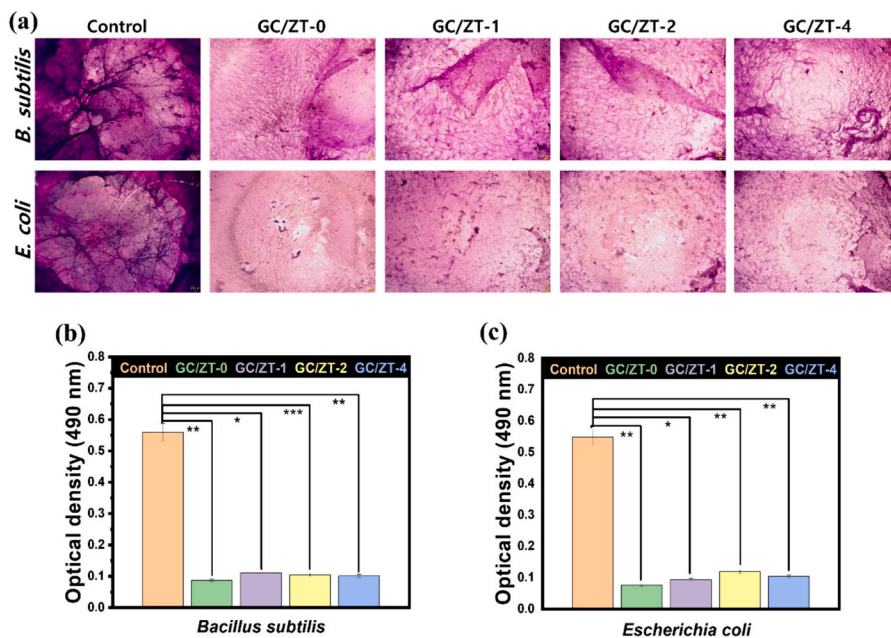 (a)
Control GC/ZT-0 GC/ZT-1 GC/ZT-2 GC/ZT-4
B. subtilis
E. coli
(b)
Optical density (490 nm)
0.8
0.7
0.6
0.5
0.4
0.3
0.2
0.1
0.0
Control GC/ZT-0 GC/ZT-1 GC/ZT-2 GC/ZT-4
**
*
***
**
Bacillus subtilis
(c)
Optical density (490 nm)
0.8
0.7
0.6
0.5
0.4
0.3
0.2
0.1
0.0
Control GC/ZT-0 GC/ZT-1 GC/ZT-2 GC/ZT-4
**
*
**
**
Escherichia coli